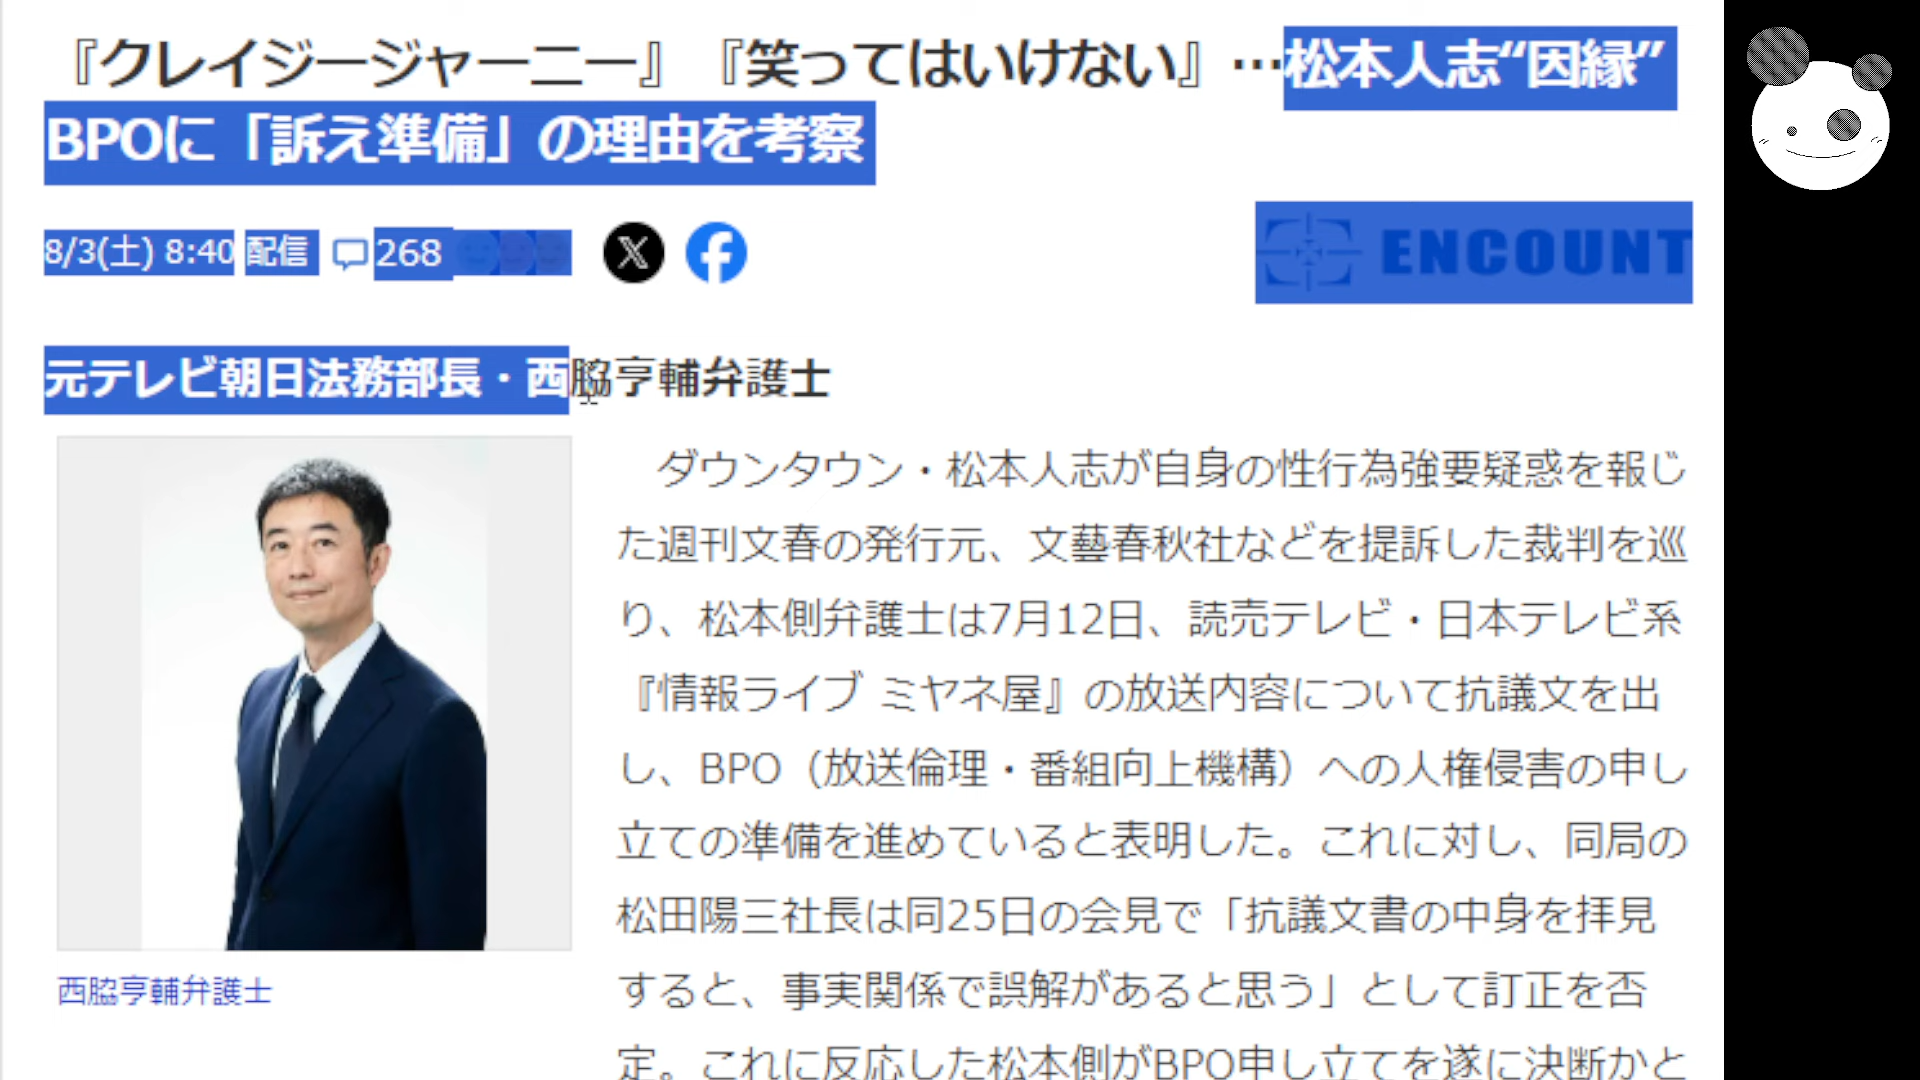 『クレイジージャーニー』『笑ってはいけない』…松本人志“因縁”
BPOに「訴え準備」の理由を考察
8/3(土) 8:40 配信 268
ENCOUNT
元テレビ朝日法務部長・西脇亨輔弁護士
ダウンタウン・松本人志が自身の性行為強要疑惑を報じ
た週刊文春の発行元、文藝春秋社などを提訴した裁判を巡
り、松本側弁護士は7月12日、読売テレビ・日本テレビ系
『情報ライブ ミヤネ屋』の放送内容について抗議文を出
し、BPO（放送倫理・番組向上機構）への人権侵害の申し
立ての準備を進めていると表明した。これに対し、同局の
松田陽三社長は同25日の会見で「抗議文書の中身を拝見
すると、事実関係で誤解があると思う」として訂正を否
定。これに反応した松本側がBPO申し立てを遂に決断かと
西脇亨輔弁護士